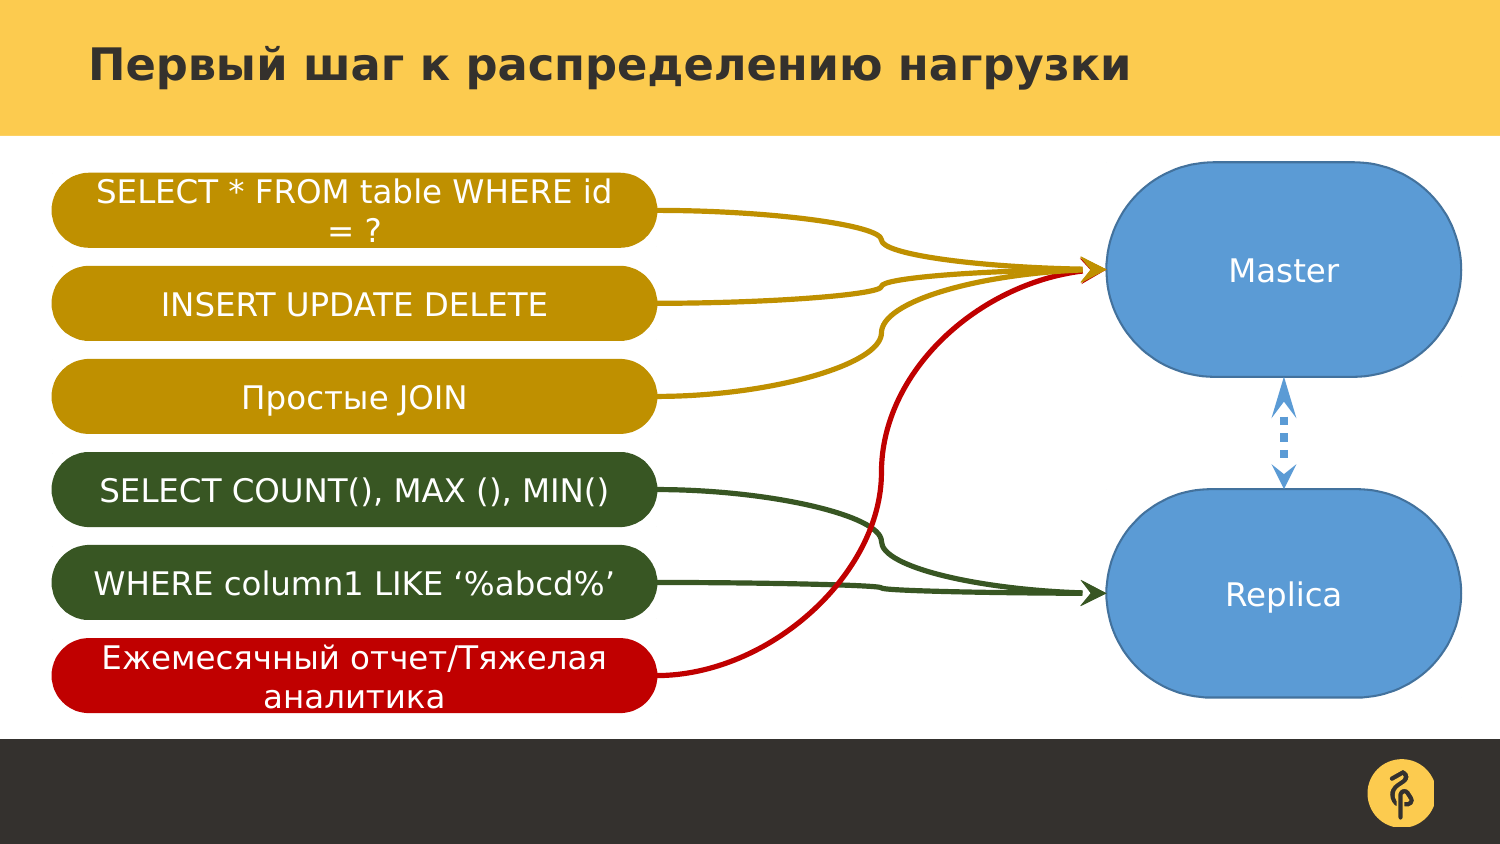 Первый шаг к распределению нагрузки
SELECT * FROM table WHERE id
= ?
INSERT UPDATE DELETE
Простые JOIN
SELECT COUNT(), MAX (), MIN()
WHERE column1 LIKE ‘%abcd%’
Ежемесячный отчет/Тяжелая
аналитика
Master
Replica